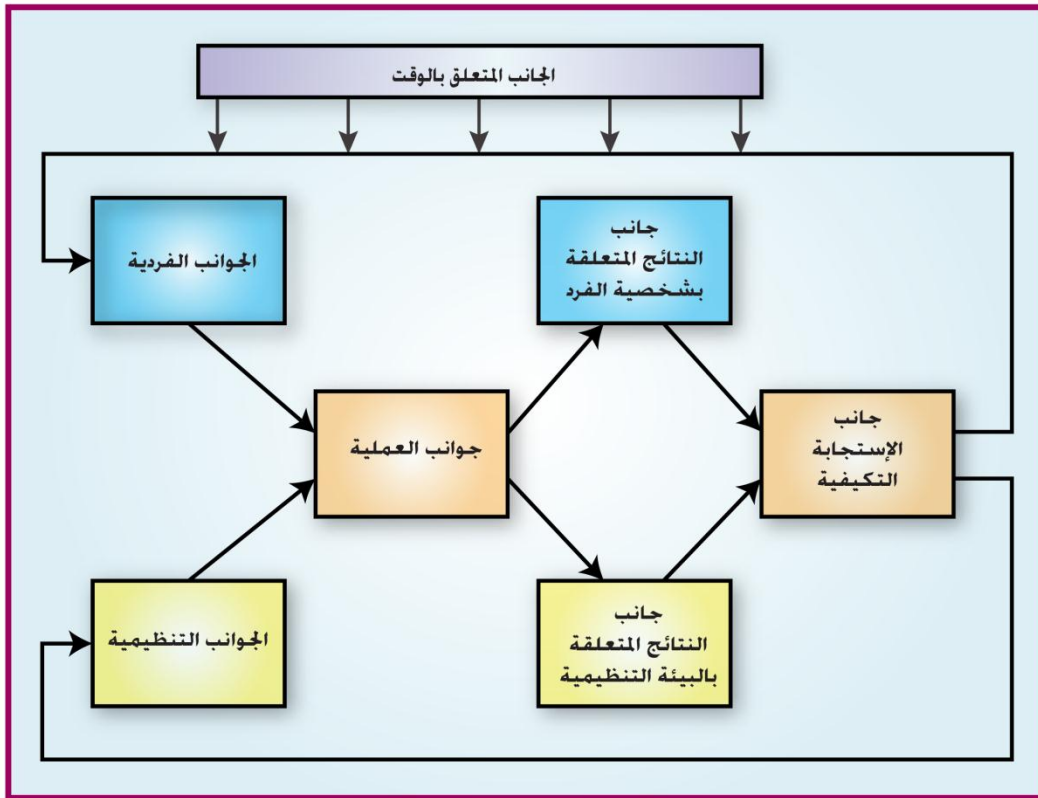 الجانب المتعلق بالوقت
الجوانب الفردية
جانب
النتائج المتعلقة
بشخصية الفرد
جوانب العملية
جانب
الإستجابة
التكيفية
الجوانب التنظيمية
جانب
النتائج المتعلقة
بالبيئة التنظيمية